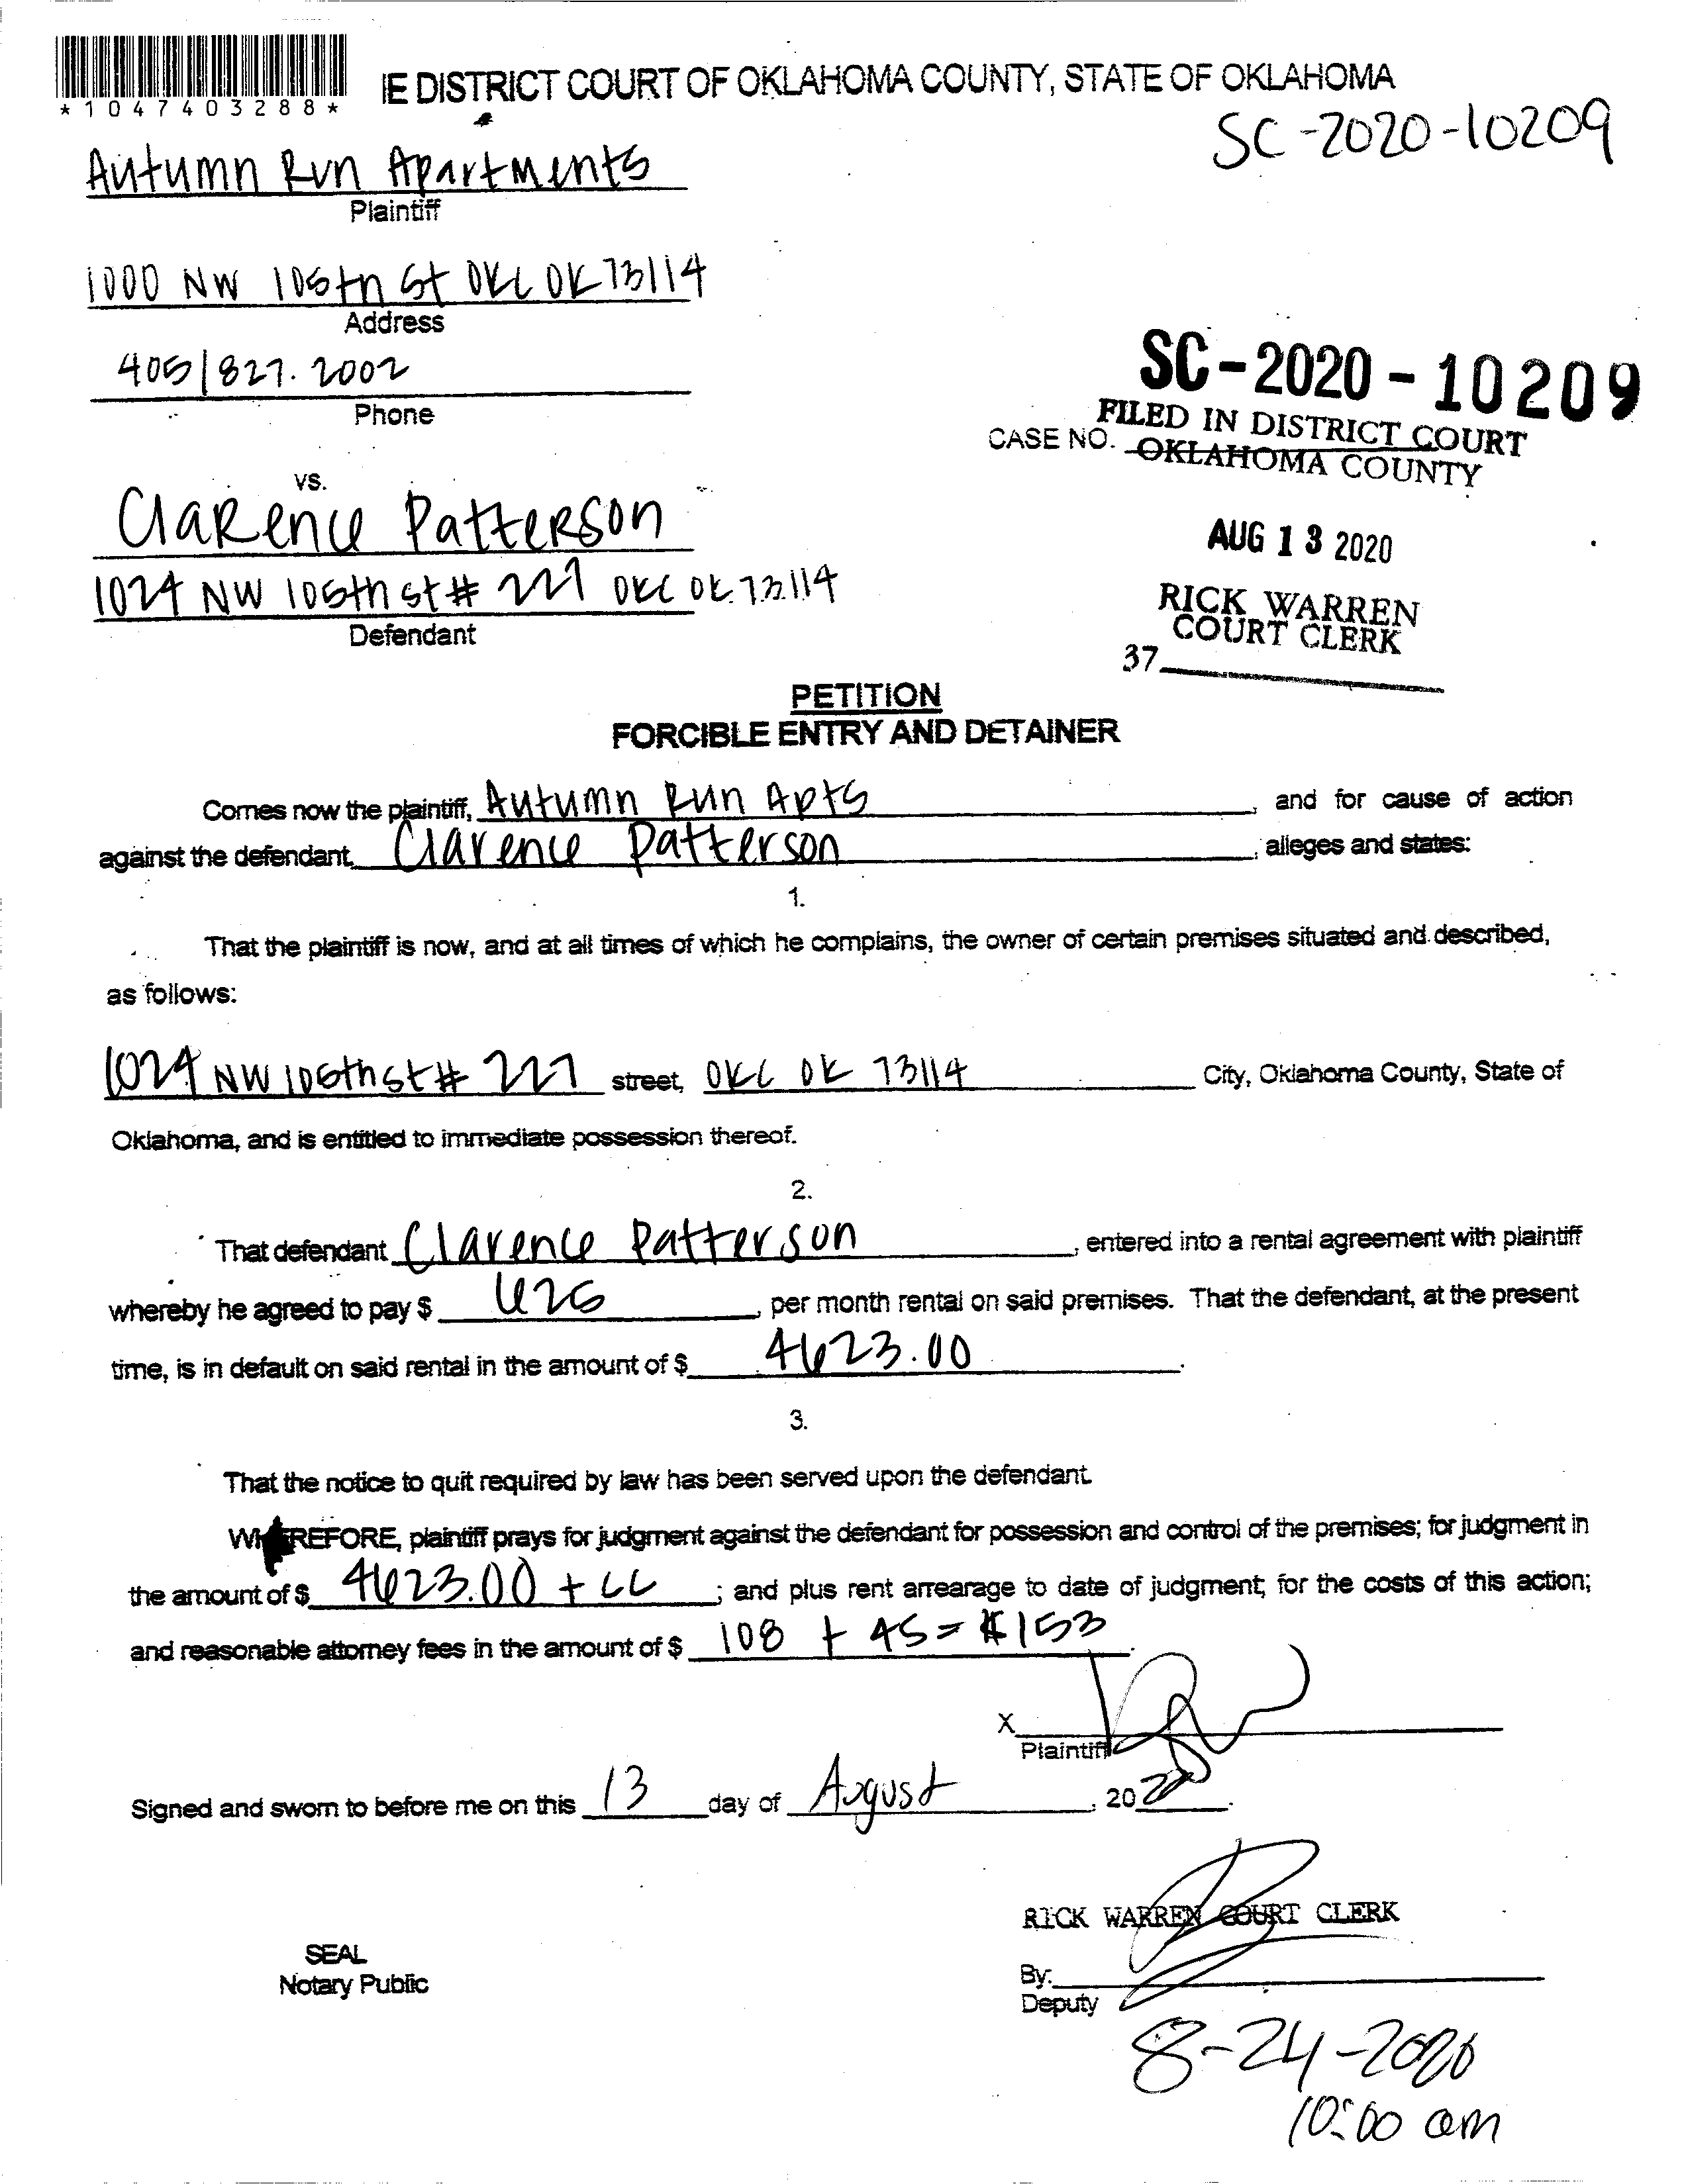 *1047403288*
IE DISTRICT COURT OF OKLAHOMA COUNTY, STATE OF OKLAHOMA
SC-2020-10209
Autumn Run Apartments
Plaintiff
1000 NW 105th St OKC OK 73114
Address
405|827.2002
Phone
SC-2020-10209
FILED IN DISTRICT COURT
CASE NO. OKLAHOMA COUNTY
vs.
Clarence Patterson
AUG 13 2020
1024 NW 105th st # 227 OKC OK 73114
Defendant
RICK WARREN
COURT CLERK
37
PETITION
FORCIBLE ENTRY AND DETAINER
Comes now the plaintiff, Autumn Run Apts, and for cause of action
against the defendant, Clarence Patterson, alleges and states:
1.
That the plaintiff is now, and at all times of which he complains, the owner of certain premises situated and described,
as follows:
1024 NW 105th st # 227 street, OKC OK 73114 City, Oklahoma County, State of
Oklahoma, and is entitled to immediate possession thereof.
2.
That defendant Clarence Patterson, entered into a rental agreement with plaintiff
whereby he agreed to pay $ 625, per month rental on said premises. That the defendant, at the present
time, is in default on said rental in the amount of $ 4623.00.
3.
That the notice to quit required by law has been served upon the defendant.
WHEREFORE, plaintiff prays for judgment against the defendant for possession and control of the premises; for judgment in
the amount of $ 4623.00 + CC; and plus rent arrearage to date of judgment; for the costs of this action;
and reasonable attorney fees in the amount of $ 108 + 45 = $153.
X
Plaintiff
Signed and sworn to before me on this 13 day of August, 2020.
RICK WARREN COURT CLERK
SEAL
Notary Public
By:
Deputy
8-24-2020
10:00 am